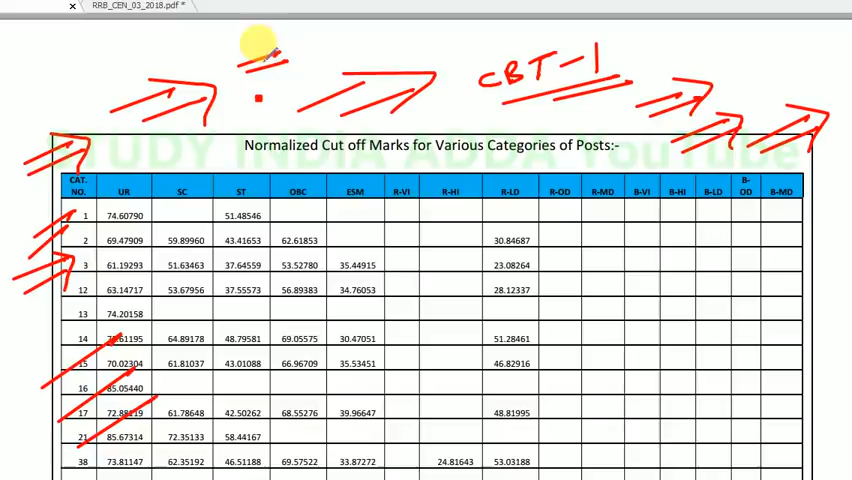 RRB_CEN_03_2018.pdf *
CBT-1
STUDY INDIA ADDA YouTube
Normalized Cut off Marks for Various Categories of Posts:-
CAT. NO. UR SC ST OBC ESM R-VI R-HI R-LD R-OD R-MD B-VI B-HI B-LD B-OD B-MD
1 74.60790 51.48546
2 69.47909 59.89960 43.41653 62.61853 30.84687
3 61.19293 51.63463 37.64559 53.52780 35.44915 23.08264
12 63.14717 53.67956 37.55573 56.89383 34.76053 28.12337
13 74.20158
14 64.89178 48.79581 69.05575 30.47051 51.28461
15 70.02304 61.81037 43.01088 66.96709 35.53451 46.82916
16 85.05440
17 61.78648 42.50262 68.55276 39.96647 48.81995
21 85.67314 72.35133 58.44167
38 73.81147 62.35192 46.51188 69.57522 33.87272 24.81643 53.03188